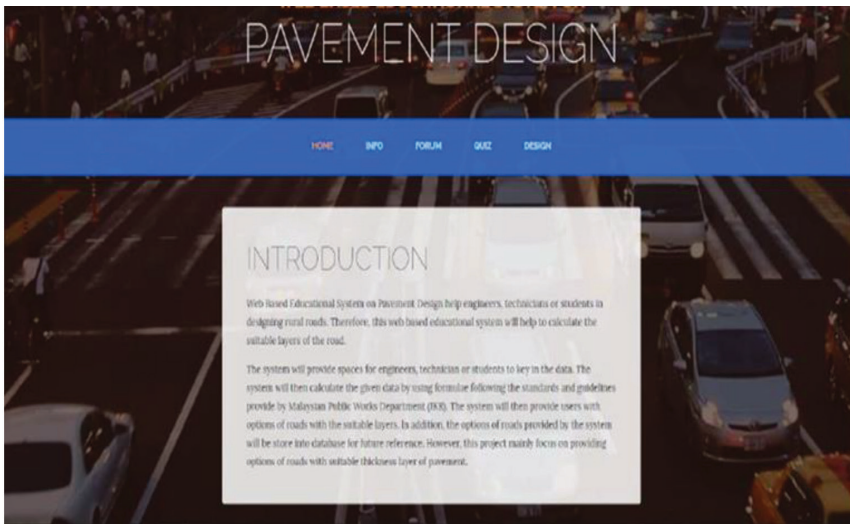 PAVEMENT DESIGN
HOME INFO FORUM QUIZ DESIGN
INTRODUCTION
Web Based Educational System on Pavement Design help engineers, technicians or students in
designing rural roads. Therefore, this web based educational system will help to calculate the
suitable layers of the road.
The system will provide spaces for engineers, technician or students to key in the data. The
system will then calculate the given data by using formulae following the standards and guidelines
provide by Malaysian Public Works Department (JKR). The system will then provide users with
options of roads with the suitable layers. In addition, the options of roads provided by the system
will be store into database for future reference. However, this project mainly focus on providing
options of roads with suitable thickness layer of pavement.